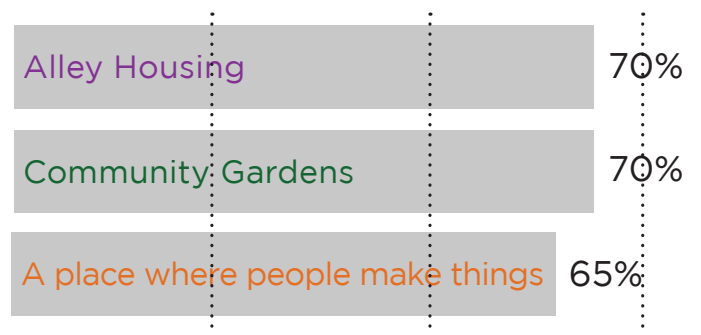 Alley Housing 70%
Community Gardens 70%
A place where people make things 65%